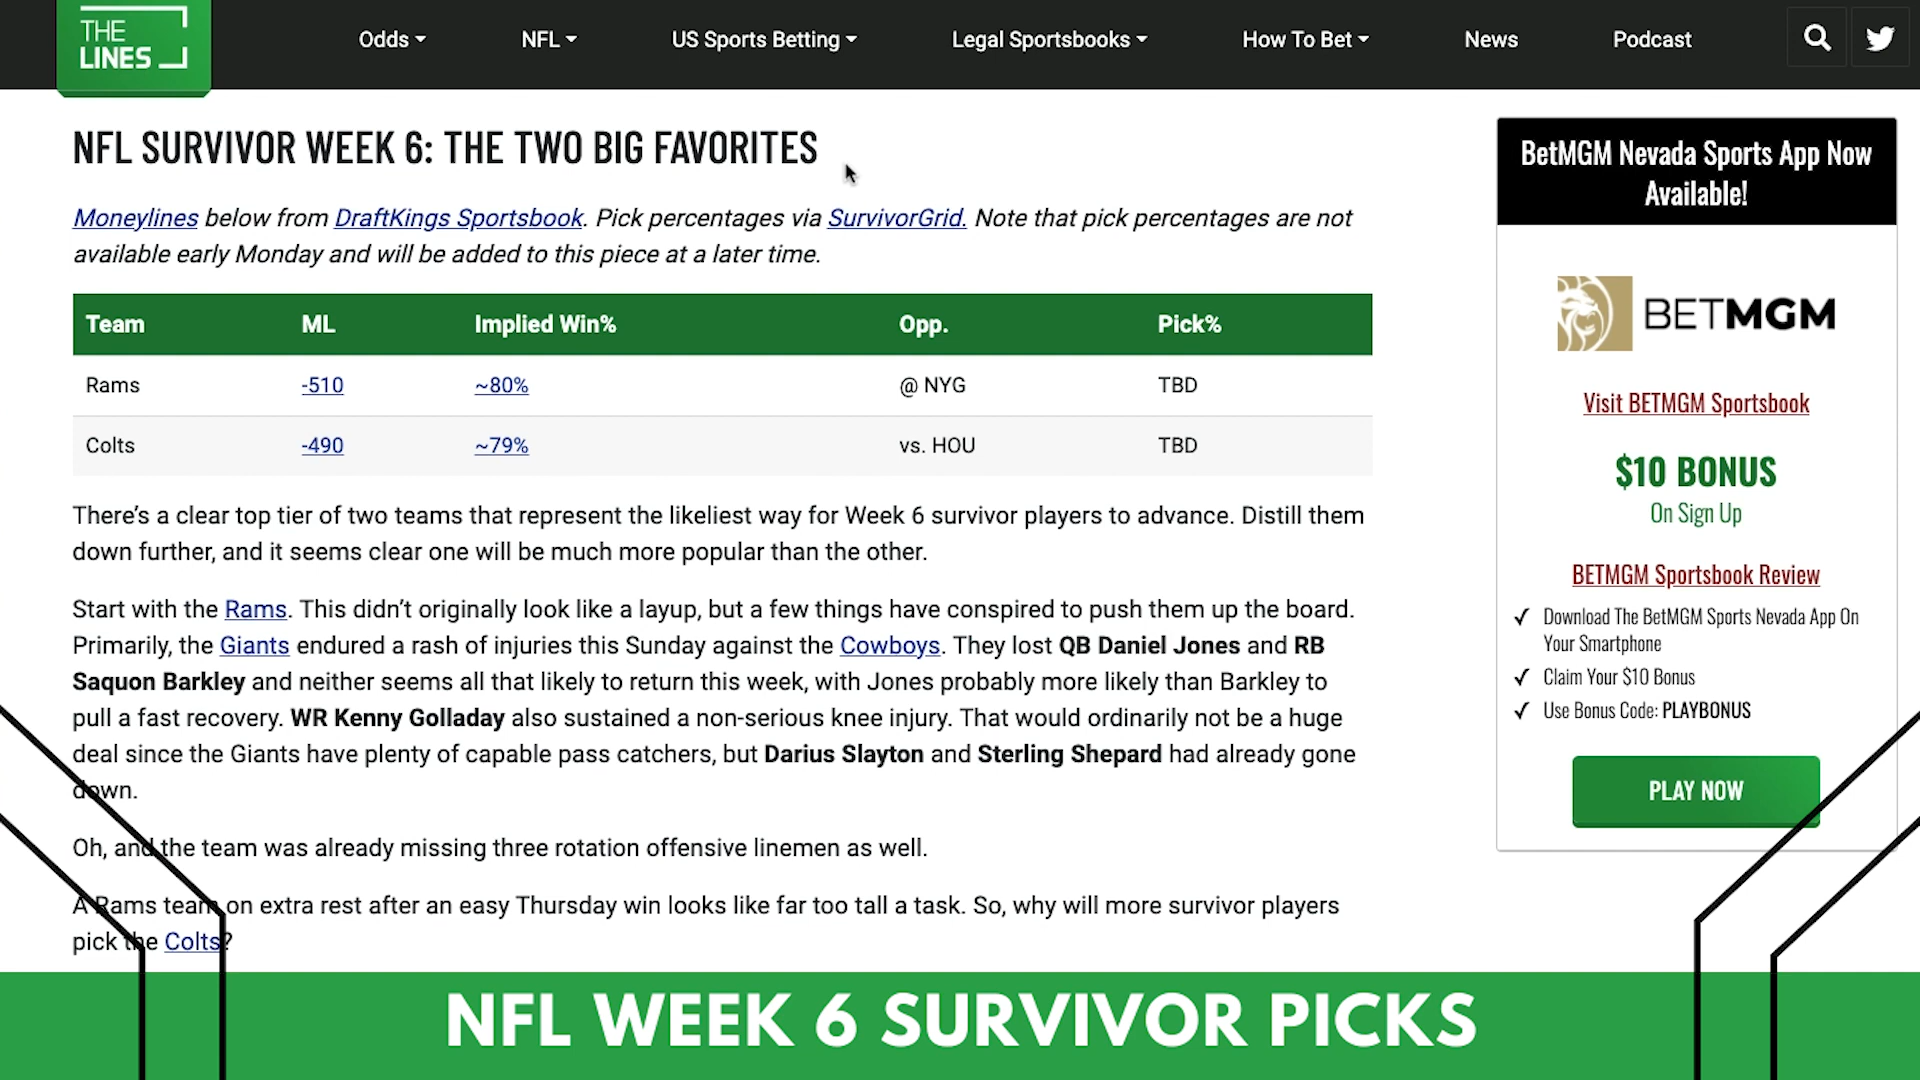 THE
LINES
Odds
NFL
US Sports Betting
Legal Sportsbooks
How To Bet
News
Podcast
NFL SURVIVOR WEEK 6: THE TWO BIG FAVORITES
Moneylines below from DraftKings Sportsbook. Pick percentages via SurvivorGrid. Note that pick percentages are not
available early Monday and will be added to this piece at a later time.
Team ML Implied Win% Opp. Pick%
Rams -510 ~80% @ NYG TBD
Colts -490 ~79% vs. HOU TBD
There's a clear top tier of two teams that represent the likeliest way for Week 6 survivor players to advance. Distill them
down further, and it seems clear one will be much more popular than the other.
Start with the Rams. This didn't originally look like a layup, but a few things have conspired to push them up the board.
Primarily, the Giants endured a rash of injuries this Sunday against the Cowboys. They lost QB Daniel Jones and RB
Saquon Barkley and neither seems all that likely to return this week, with Jones probably more likely than Barkley to
pull a fast recovery. WR Kenny Golladay also sustained a non-serious knee injury. That would ordinarily not be a huge
deal since the Giants have plenty of capable pass catchers, but Darius Slayton and Sterling Shepard had already gone
down.
Oh, and the team was already missing three rotation offensive linemen as well.
A Rams team on extra rest after an easy Thursday win looks like far too tall a task. So, why will more survivor players
pick the Colts?
BetMGM Nevada Sports App Now
Available!
BETMGM
Visit BETMGM Sportsbook
$10 BONUS
On Sign Up
BETMGM Sportsbook Review
Download The BetMGM Sports Nevada App On
Your Smartphone
Claim Your $10 Bonus
Use Bonus Code: PLAYBONUS
PLAY NOW
NFL WEEK 6 SURVIVOR PICKS